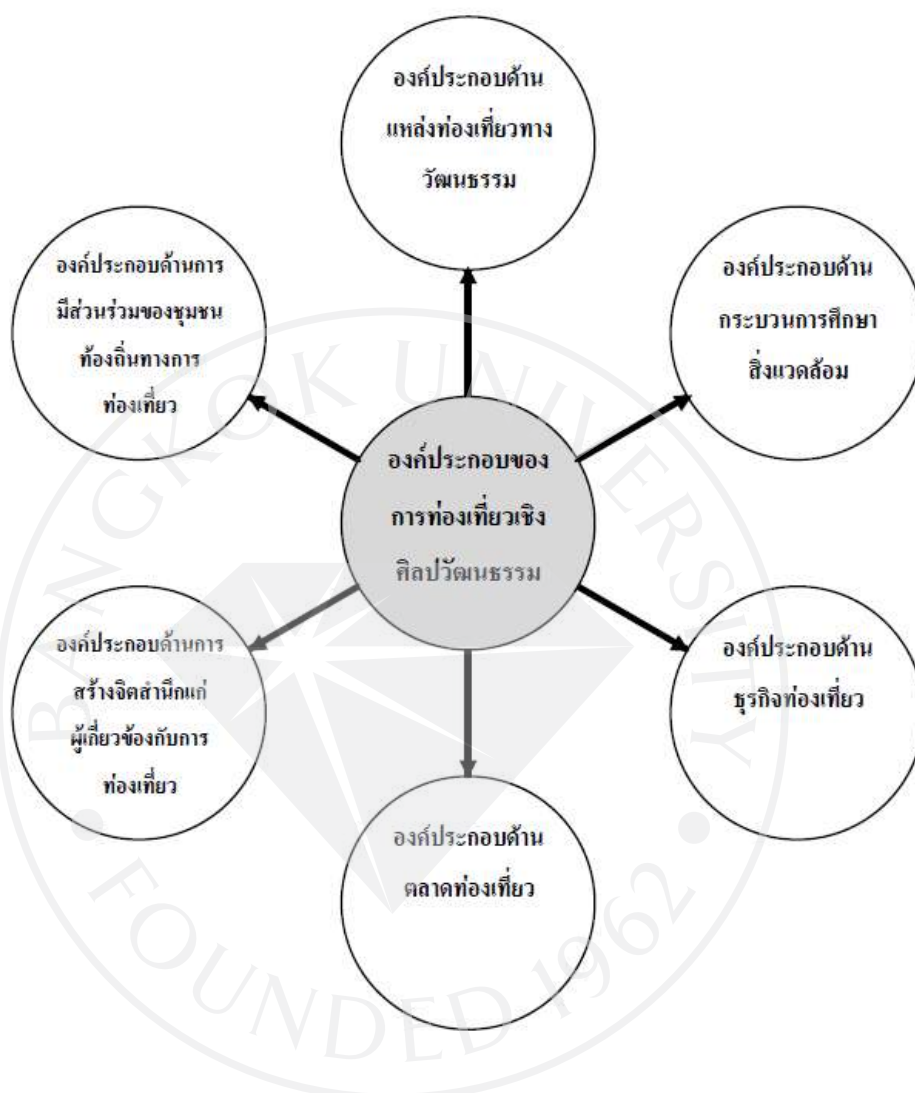 องค์ประกอบด้าน
แหล่งท่องเที่ยวทาง
วัฒนธรรม
องค์ประกอบด้านการ
มีส่วนร่วมของชุมชน
ท้องถิ่นทางการ
ท่องเที่ยว
องค์ประกอบด้าน
กระบวนการศึกษา
สิ่งแวดล้อม
องค์ประกอบของ
การท่องเที่ยวเชิง
ศิลปวัฒนธรรม
องค์ประกอบด้านการ
สร้างจิตสำนึกแก่
ผู้เกี่ยวข้องกับการ
ท่องเที่ยว
องค์ประกอบด้าน
ธุรกิจท่องเที่ยว
องค์ประกอบด้าน
ตลาดท่องเที่ยว
BANGKOK UNIVERSITY
FOUNDED 1962